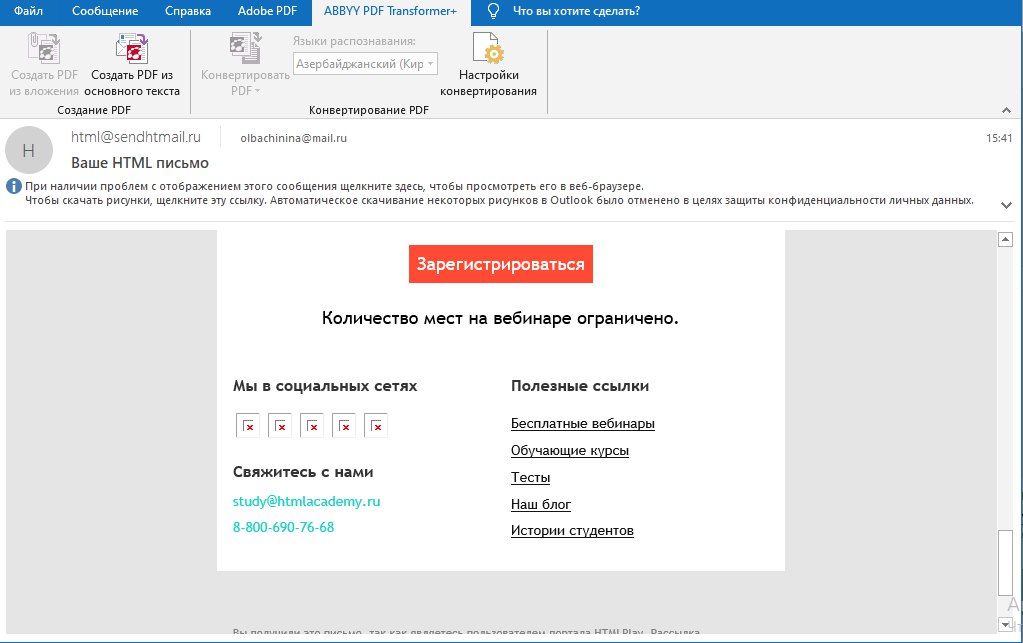 Файл Сообщение Справка Adobe PDF ABBYY PDF Transformer+ Что вы хотите сделать?
Создать PDF
из вложения
Создать PDF из
основного текста
Создание PDF
Конвертировать
PDF
Языки распознавания:
Азербайджанский (Кир
Настройки
конвертирования
Конвертирование PDF
H
html@sendhtmail.ru olbachinina@mail.ru 15:41
Ваше HTML письмо
При наличии проблем с отображением этого сообщения щелкните здесь, чтобы просмотреть его в веб-браузере.
Чтобы скачать рисунки, щелкните эту ссылку. Автоматическое скачивание некоторых рисунков в Outlook было отменено в целях защиты конфиденциальности личных данных.
Зарегистрироваться
Количество мест на вебинаре ограничено.
Мы в социальных сетях
Свяжитесь с нами
study@htmlacademy.ru
8-800-690-76-68
Полезные ссылки
Бесплатные вебинары
Обучающие курсы
Тесты
Наш блог
Истории студентов
Вы получили это письмо, так как являетесь пользователем портала HTMLPlay. Рассылка